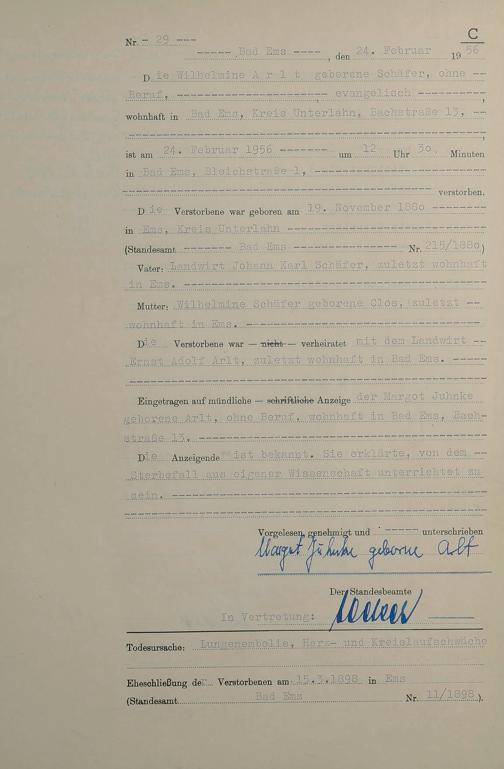 C
Nr. - 29 ---
----- Bad Ems ----, den 24. Februar 1956
Die Wilhelmine Arlt geborene Schäfer, ohne
Beruf, ------------------, evangelisch ----------
wohnhaft in Bad Ems, Kreis Unterlahn, Bachstraße 13, --
------------------------------------------------,
ist am 24. Februar 1956 -------- um 12 Uhr 30 Minuten
in Bad Ems, Bleichstraße 1, ------------------
------------------------------------ verstorben.
Die Verstorbene war geboren am 19. November 1880 --------
in Ems, Kreis Unterlahn ------------------------
(Standesamt ------- Bad Ems --------------- Nr. 215/1880)
Vater: Landwirt Johann Karl Schäfer, zuletzt wohnhaft
in Ems. ----------------------------------------
Mutter: Wilhelmine Schäfer geborene Clos, zuletzt --
wohnhaft in Ems. --------------------------------
Die Verstorbene war — nicht — verheiratet mit dem Landwirt --
Ernst Adolf Arlt, zuletzt wohnhaft in Bad Ems. -----
------------------------------------------------
Eingetragen auf mündliche — schriftliche Anzeige der Margot Juhnke
geborene Arlt, ohne Beruf, wohnhaft in Bad Ems, Bach-
straße 13. --------------------------------------
Die Anzeigende ist bekannt. Sie erklärte, von dem --
Sterbefall aus eigener Wissenschaft unterrichtet zu
sein. -------------------------------------------
------------------------------------------------
Vorgelesen, genehmigt und ----- unterschrieben
Margot Juhnke geborne Arlt
Der Standesbeamte
In Vertretung:
Todesursache: Lungenembolie, Herz- und Kreislaufschwäche
Eheschließung der Verstorbenen am 15.3.1898 in Ems
(Standesamt Bad Ems Nr. 11/1898).